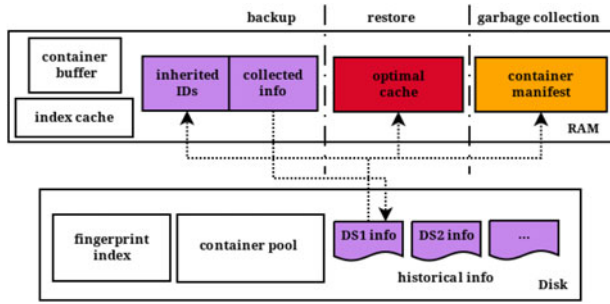 backup
restore
garbage collection
container
buffer
index cache
inherited
IDs
collected
info
optimal
cache
container
manifest
RAM
fingerprint
index
container pool
DS1 info
DS2 info
...
historical info
Disk